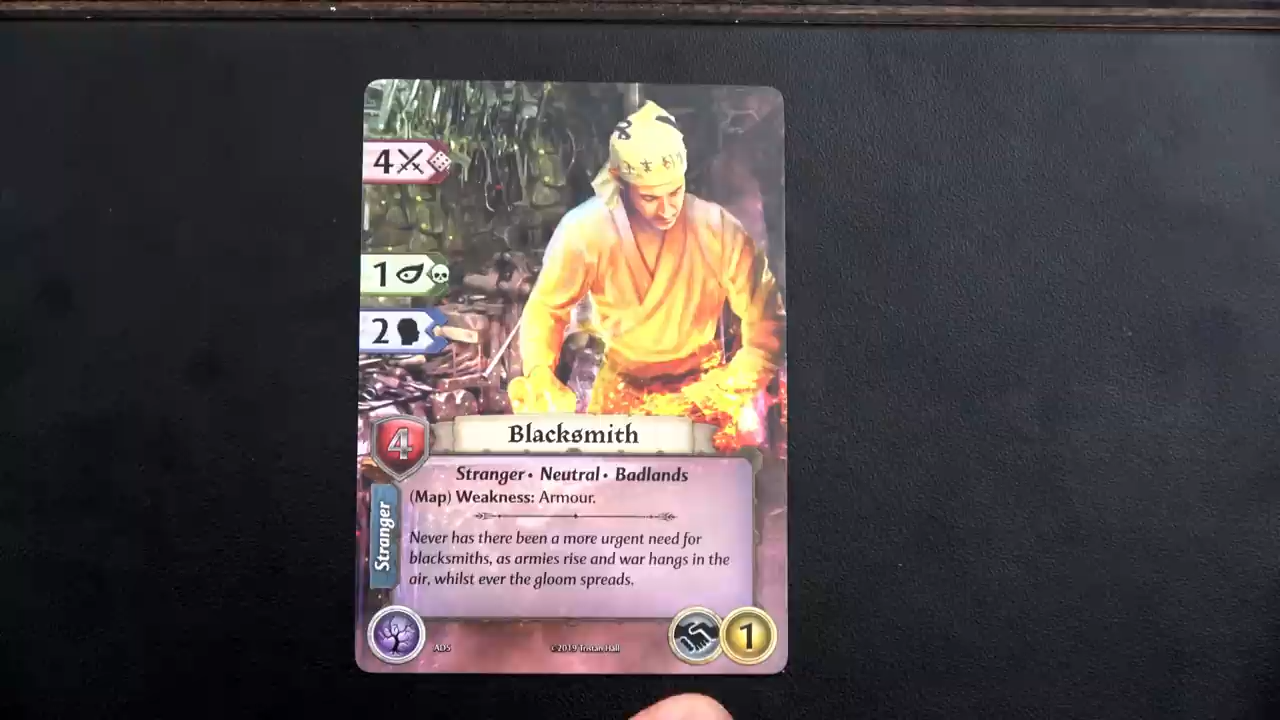 4
1
2
4
Blacksmith
Stranger • Neutral • Badlands
(Map) Weakness: Armour.
Stranger
Never has there been a more urgent need for
blacksmiths, as armies rise and war hangs in the
air, whilst ever the gloom spreads.
AD5
©2019 Tristan Hall
1